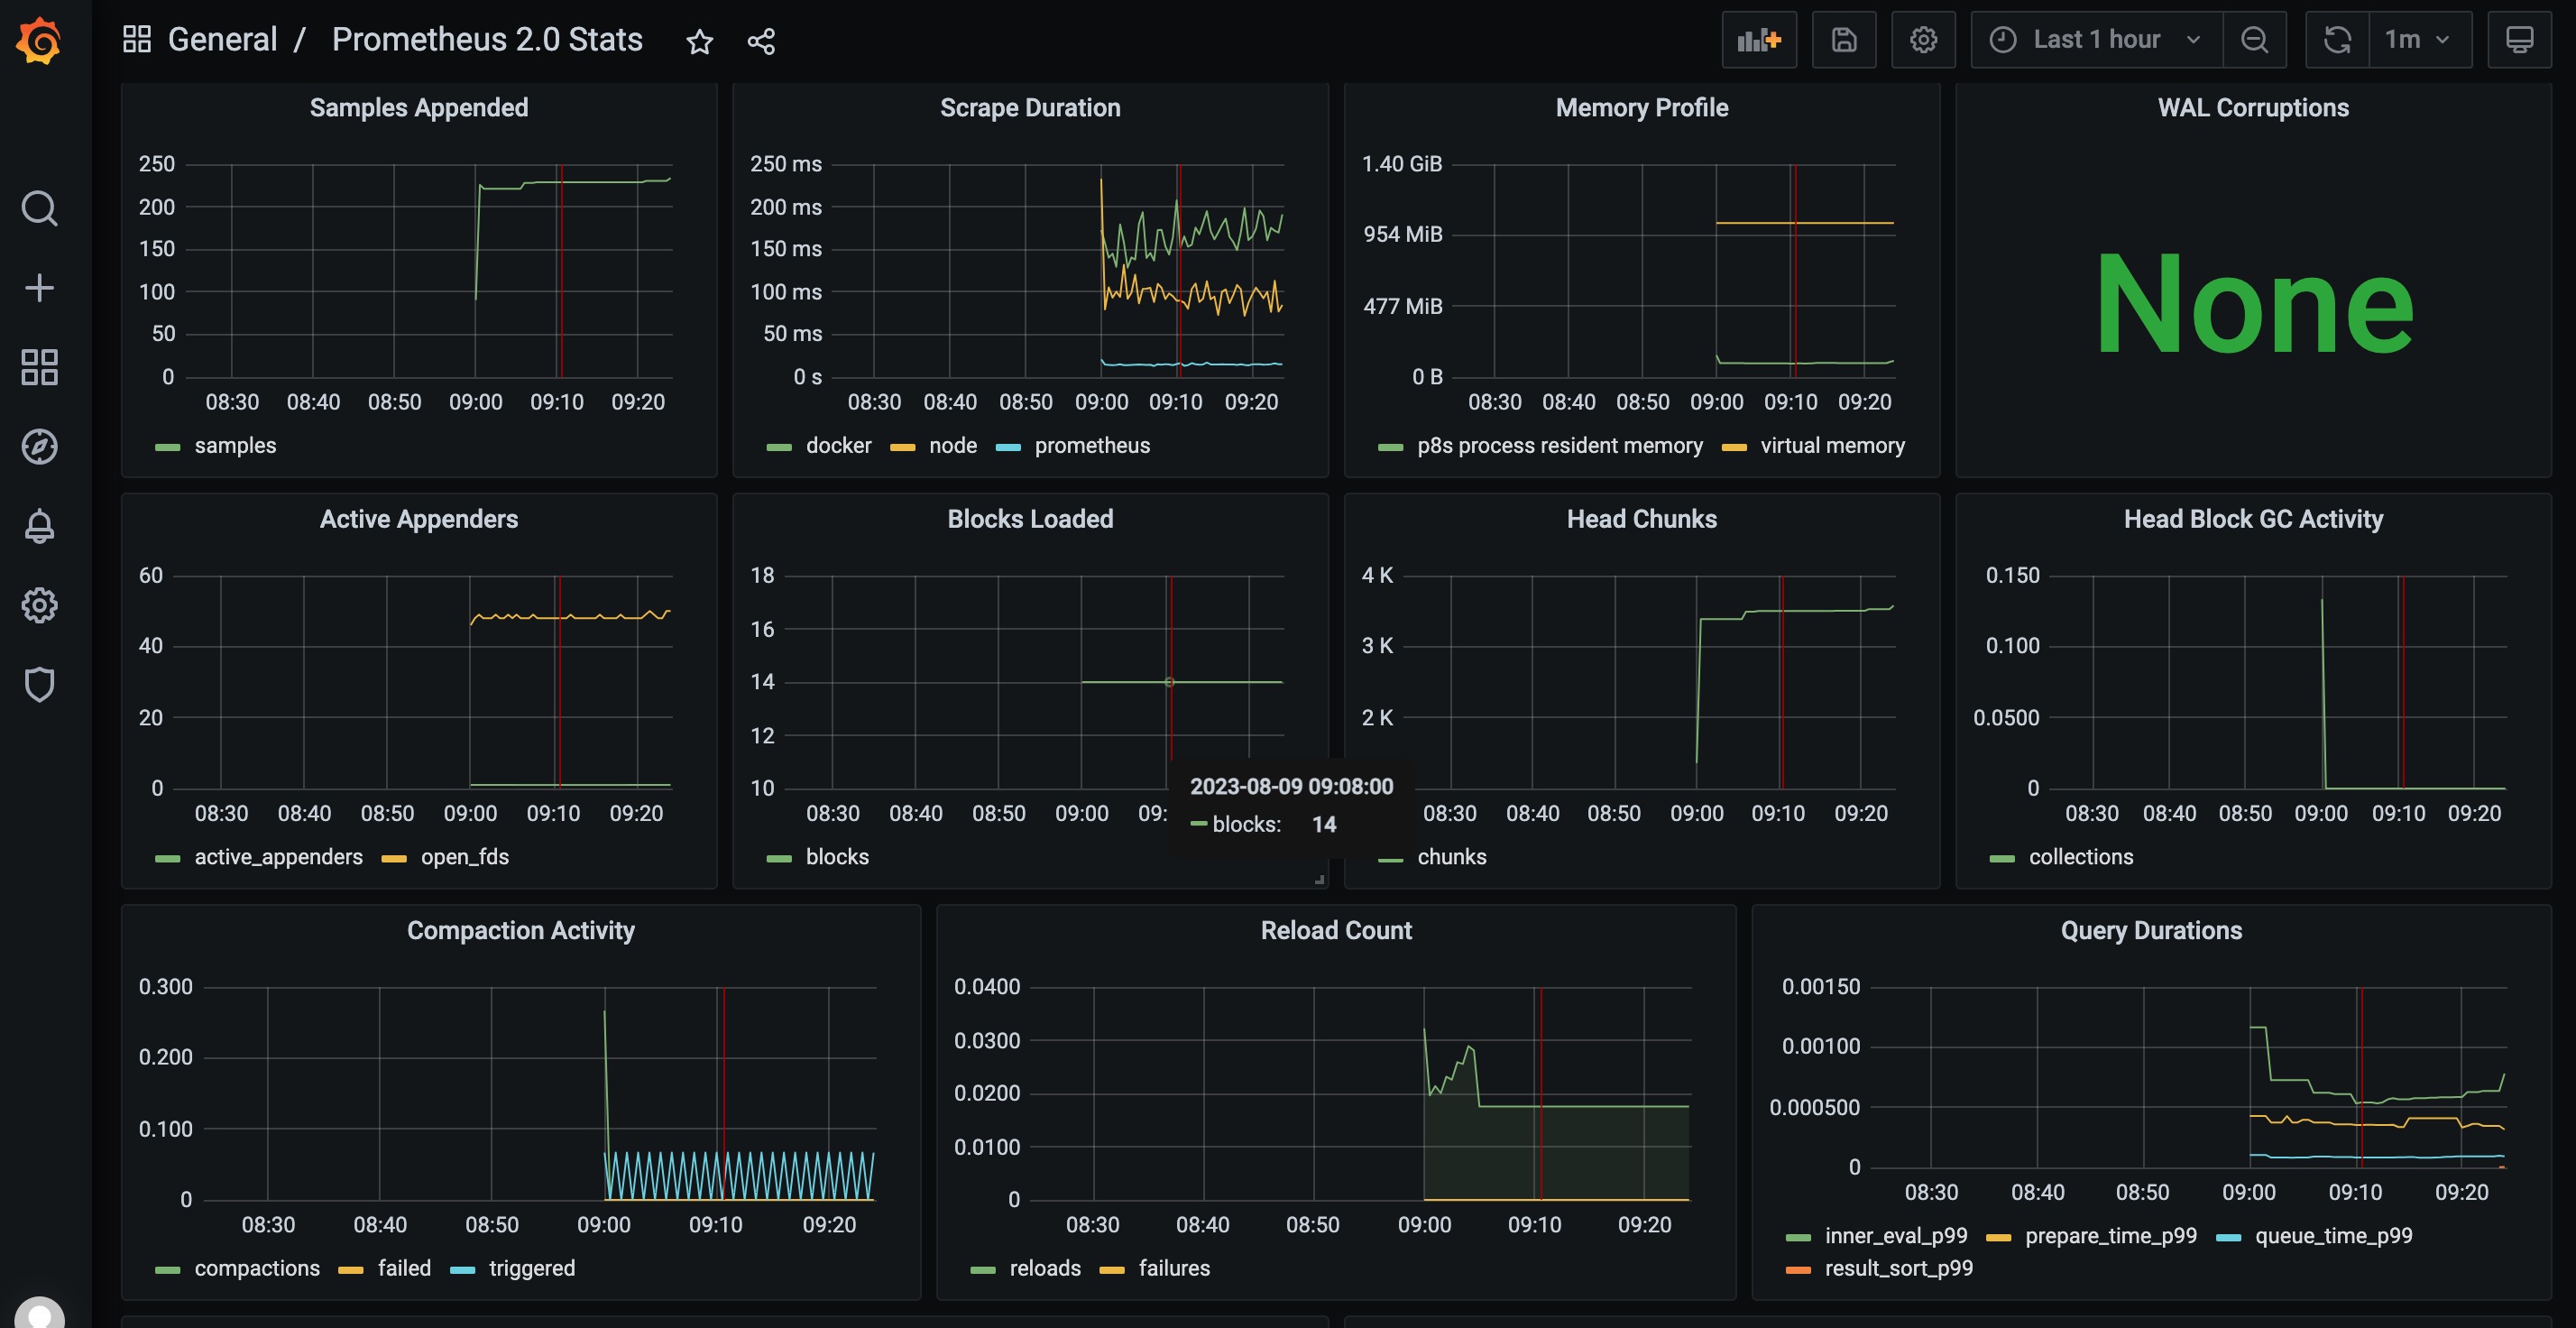 General / Prometheus 2.0 Stats
Last 1 hour
1m
Samples Appended
250
200
150
100
50
0
08:30 08:40 08:50 09:00 09:10 09:20
samples
Scrape Duration
250 ms
200 ms
150 ms
100 ms
50 ms
0 s
08:30 08:40 08:50 09:00 09:10 09:20
docker node prometheus
Memory Profile
1.40 GiB
954 MiB
477 MiB
0 B
08:30 08:40 08:50 09:00 09:10 09:20
p8s process resident memory virtual memory
WAL Corruptions
None
Active Appenders
60
40
20
0
08:30 08:40 08:50 09:00 09:10 09:20
active_appenders open_fds
Blocks Loaded
18
16
14
12
10
08:30 08:40 08:50 09:00 09:
2023-08-09 09:08:00
blocks: 14
blocks
Head Chunks
4 K
3 K
2 K
08:30 08:40 08:50 09:00 09:10 09:20
chunks
Head Block GC Activity
0.150
0.100
0.0500
0
08:30 08:40 08:50 09:00 09:10 09:20
collections
Compaction Activity
0.300
0.200
0.100
0
08:30 08:40 08:50 09:00 09:10 09:20
compactions failed triggered
Reload Count
0.0400
0.0300
0.0200
0.0100
0
08:30 08:40 08:50 09:00 09:10 09:20
reloads failures
Query Durations
0.00150
0.00100
0.000500
0
08:30 08:40 08:50 09:00 09:10 09:20
inner_eval_p99 prepare_time_p99 queue_time_p99
result_sort_p99